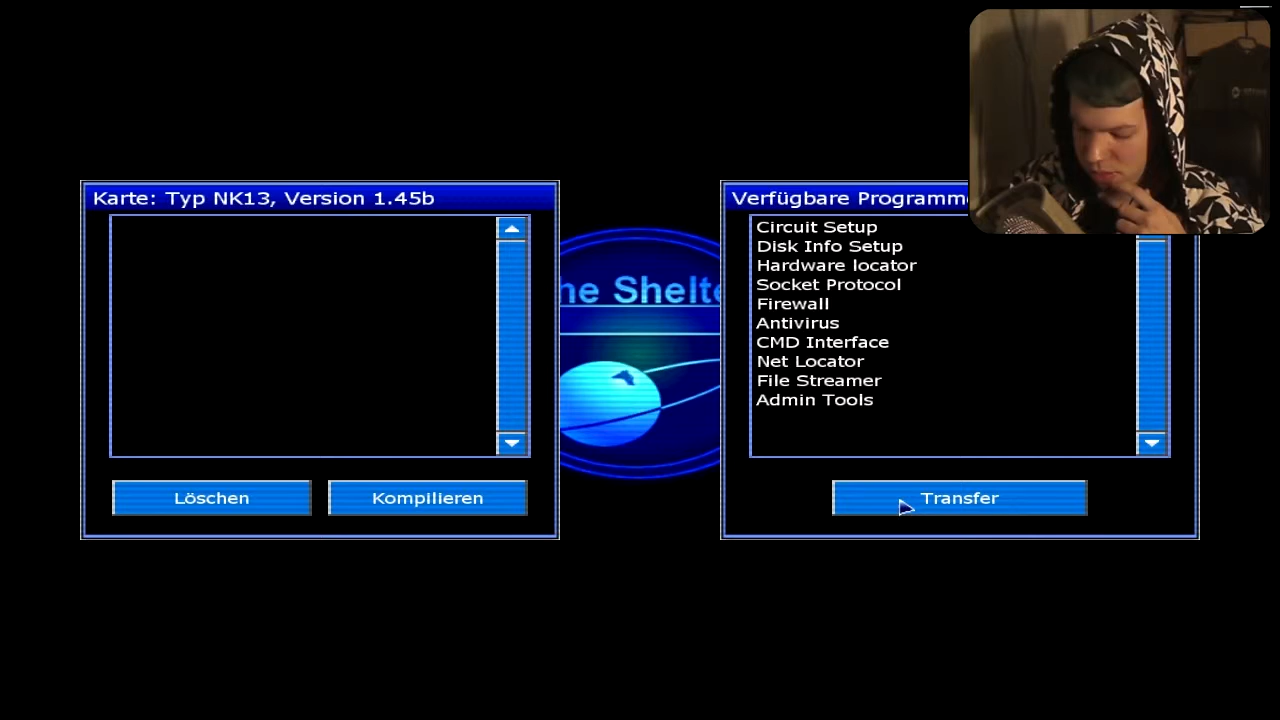 Karte: Typ NK13, Version 1.45b
Löschen
Kompilieren
he Shelte
Verfügbare Programm
Circuit Setup
Disk Info Setup
Hardware locator
Socket Protocol
Firewall
Antivirus
CMD Interface
Net Locator
File Streamer
Admin Tools
Transfer